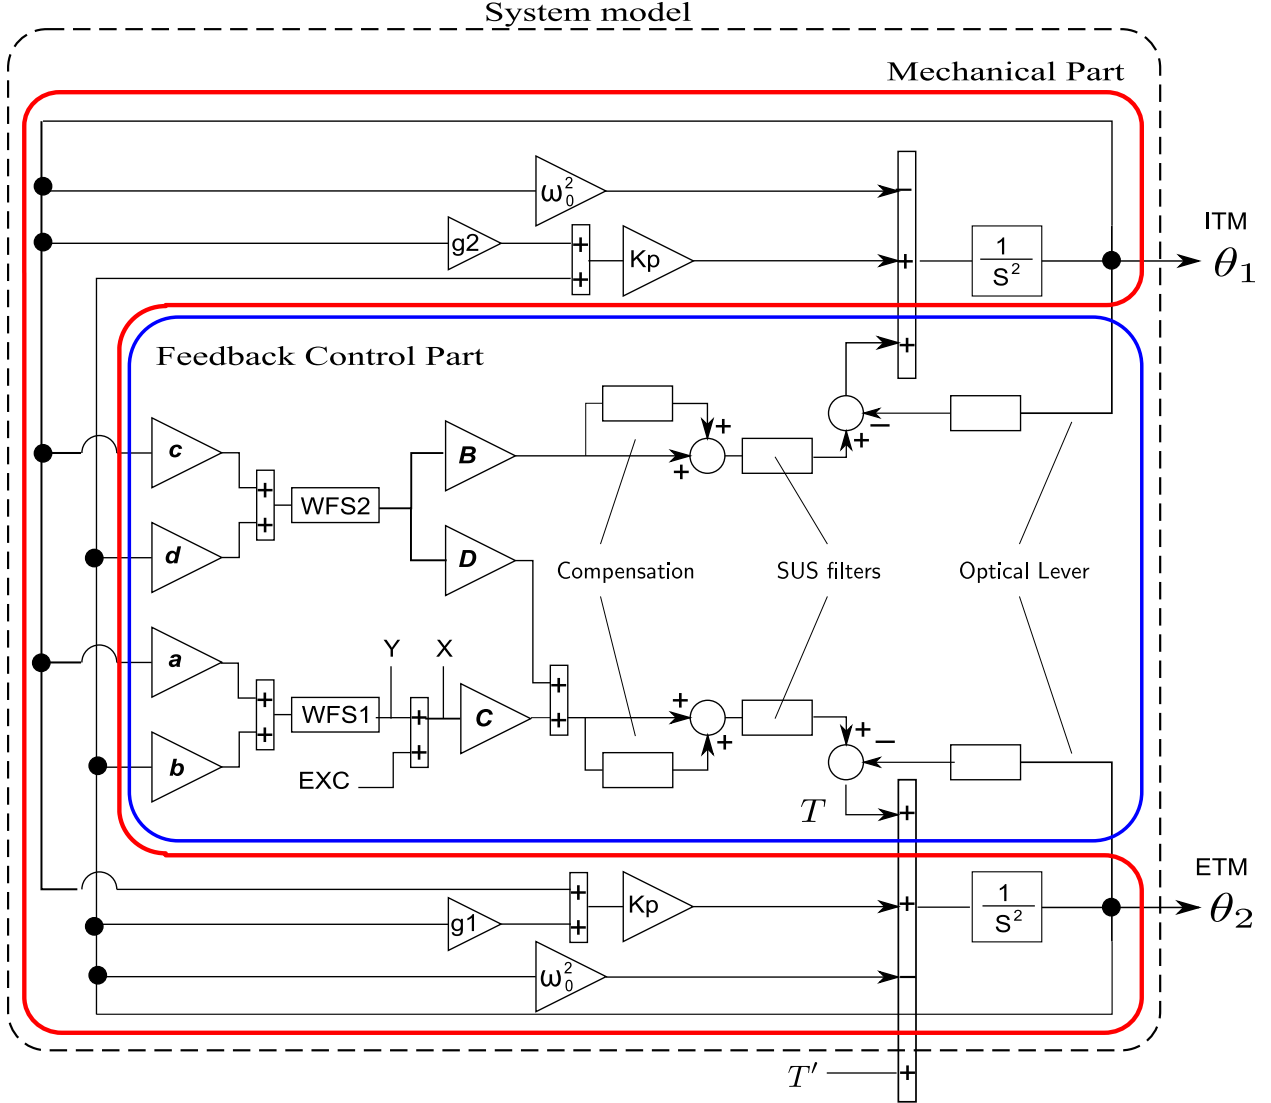 System model
Mechanical Part
ω₀²
−
ITM
g2
+
+
Kp
+
1
S²
θ₁
Feedback Control Part
+
+
−
+
c
+
B
+
+
WFS2
d
D
Compensation
SUS filters
Optical Lever
Y
X
a
+
+
+
WFS1
+
C
+
+
+
−
b
+
+
EXC
T
+
ETM
+
Kp
+
1
S²
θ₂
g1
+
ω₀²
−
T′
+